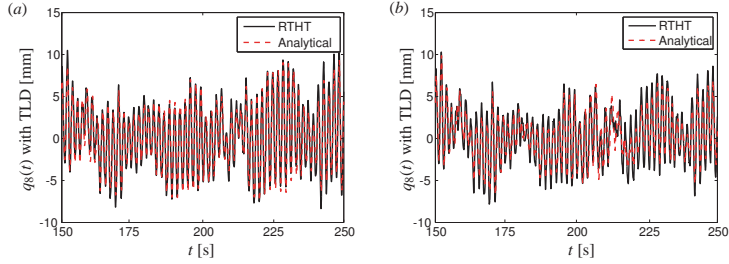 (a)
15
10
5
0
-5
-10
q8(t) with TLD [mm]
RTHT
Analytical
150 175 200 225 250
t [s]
(b)
15
10
5
0
-5
-10
q8(t) with TLD [mm]
RTHT
Analytical
150 175 200 225 250
t [s]